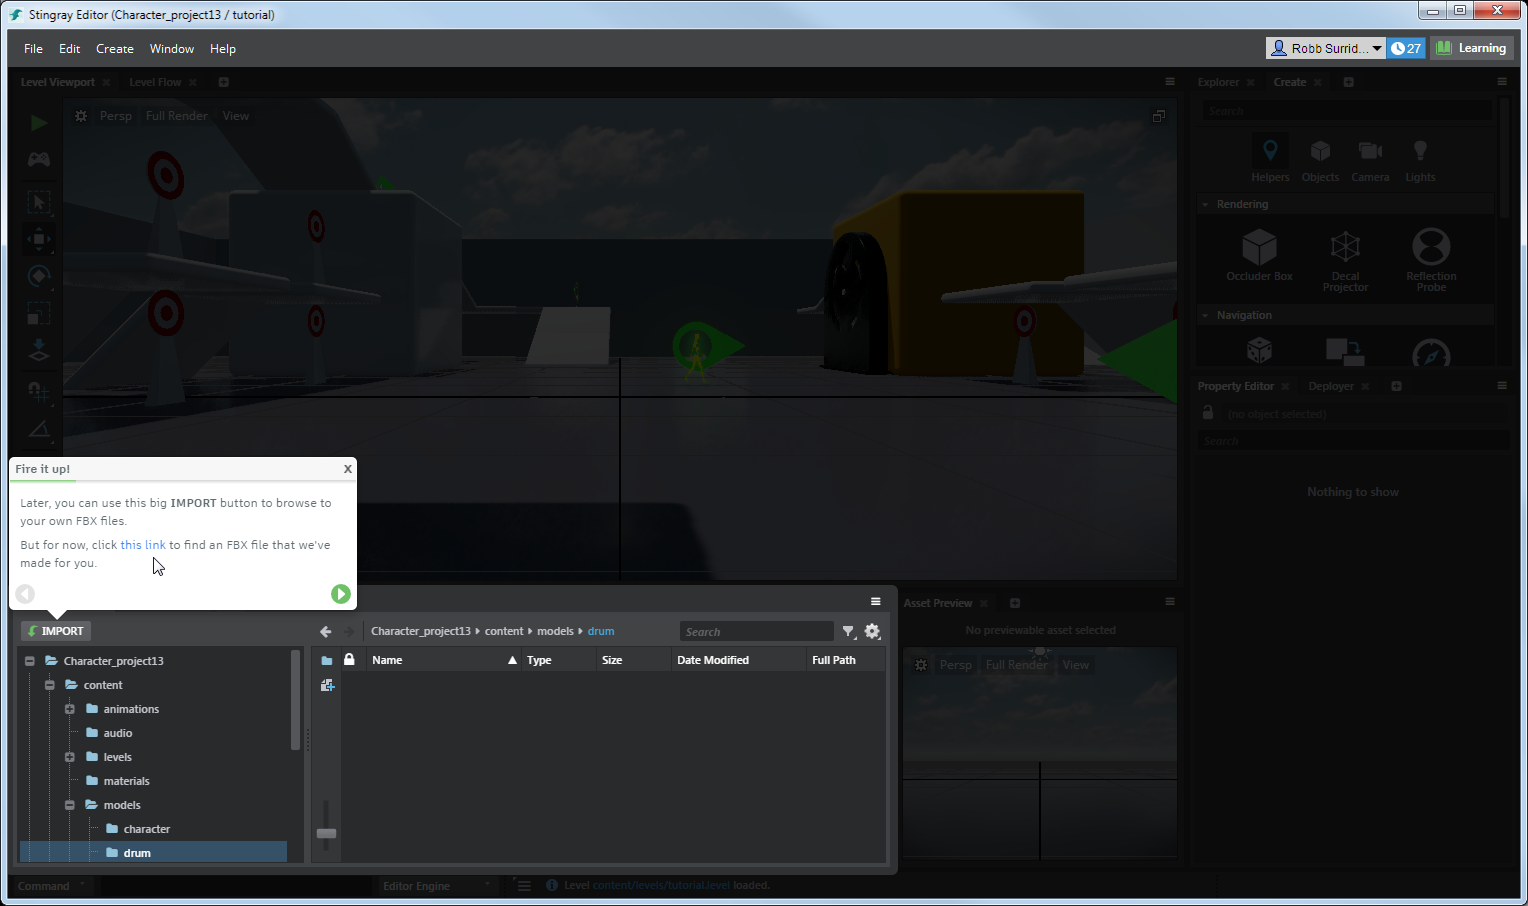 Stingray Editor (Character_project13 / tutorial)
File Edit Create Window Help
Robb Surrid... 27 Learning
Level Viewport Level Flow
Persp Full Render View
Explorer Create
Search
Helpers Objects Camera Lights
Rendering
Occluder Box Decal Projector Reflection Probe
Navigation
Property Editor Deployer
(no object selected)
Search
Nothing to show
Fire it up! X
Later, you can use this big IMPORT button to browse to
your own FBX files.
But for now, click this link to find an FBX file that we've
made for you.
IMPORT
Character_project13 content models drum
Search
Name Type Size Date Modified Full Path
Character_project13
content
animations
audio
levels
materials
models
character
drum
Asset Preview
No previewable asset selected
Persp Full Render View
Command
Editor Engine
Level content/levels/tutorial.level loaded.